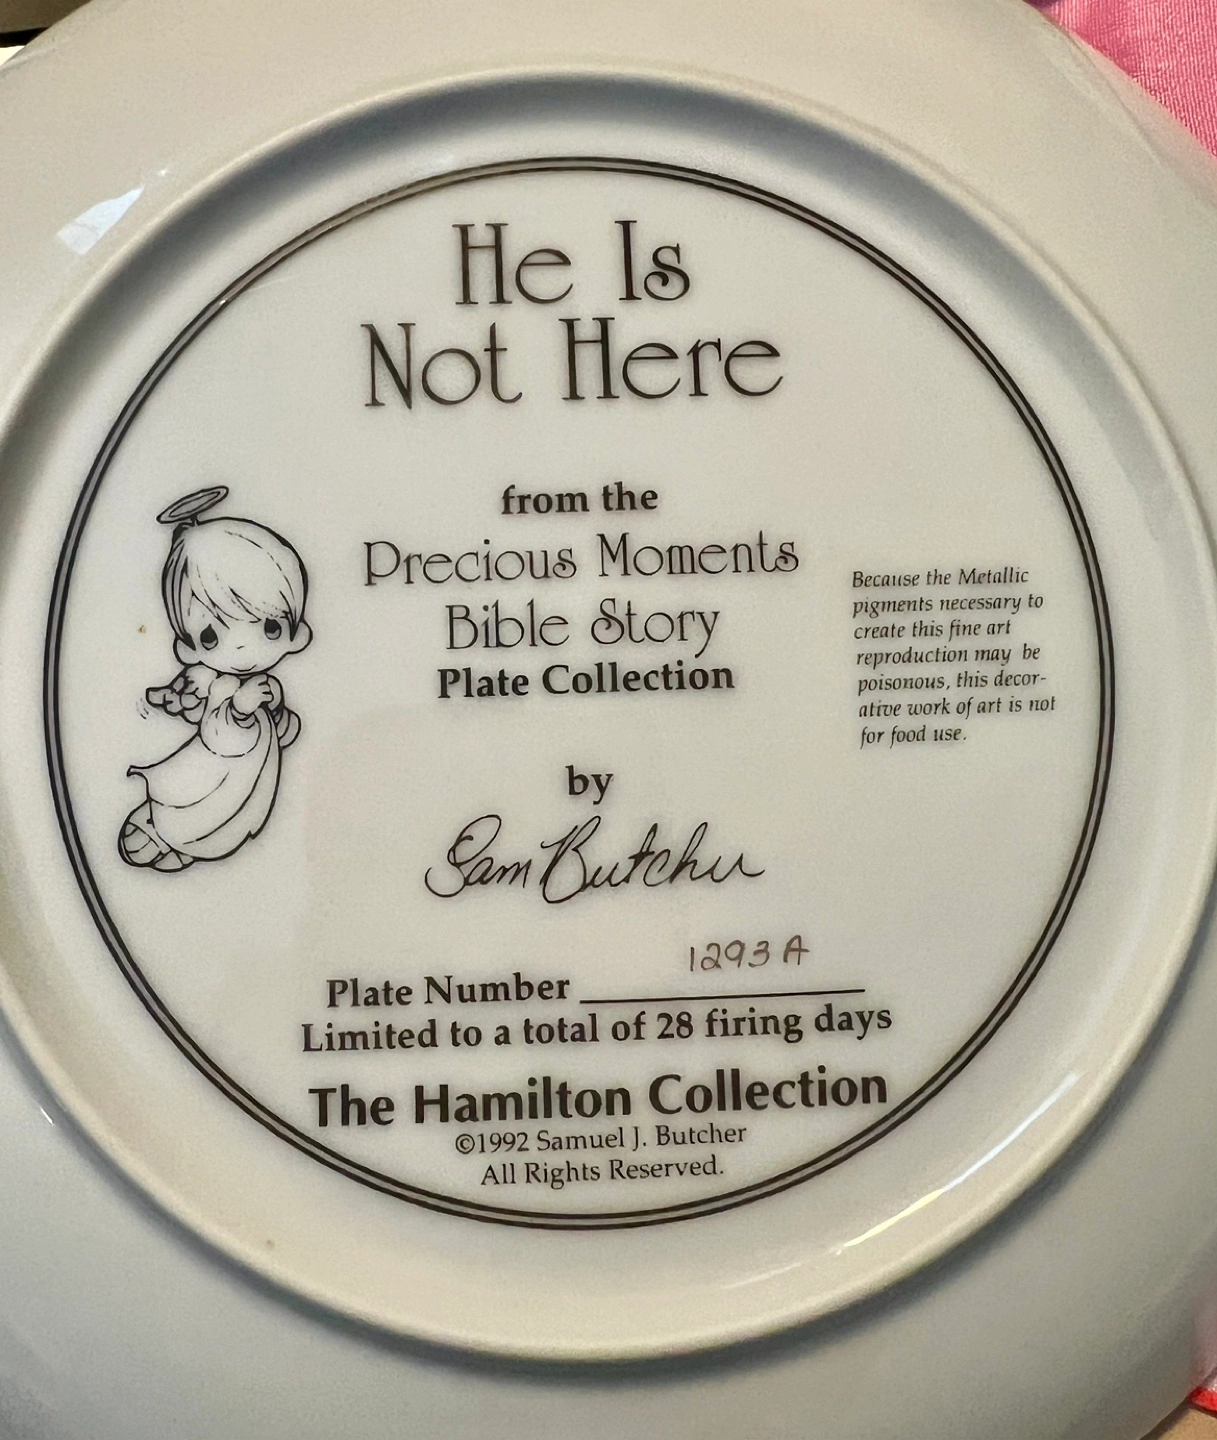 He Is
Not Here
from the
Precious Moments
Bible Story
Plate Collection
Because the Metallic
pigments necessary to
create this fine art
reproduction may be
poisonous, this decor-
ative work of art is not
for food use.
by
Sam Butcher
Plate Number 1293 A
Limited to a total of 28 firing days
The Hamilton Collection
©1992 Samuel J. Butcher
All Rights Reserved.